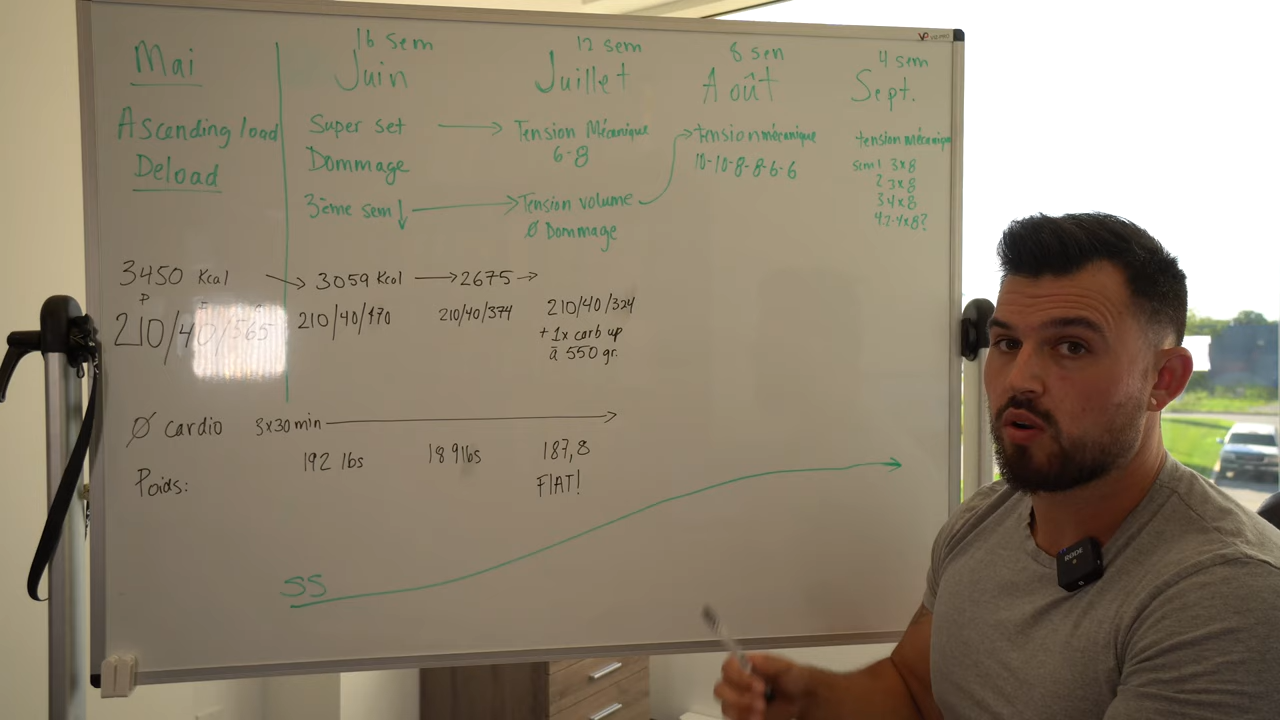 Mai
16 sem
Juin
12 sem
Juillet
8 sem
Août
4 sem
Sept.
Ascending load
Deload
Super set → Tension Mécanique
6-8
Dommage
3ème sem ↓ → Tension volume
Ø Dommage
tension mécanique
10-10-8-8-6-6
tension mécanique
sem 1 3x8
2 3x8
3 4x8
3450 Kcal → 3059 Kcal → 2675 →
P
210/40/565
210/40/470
210/40/374
210/40/324
+ 1x carb up
à 550 gr.
Ø cardio 3x30min →
Poids:
192 lbs
189 lbs
187,8
FlAT!
SS
RODE